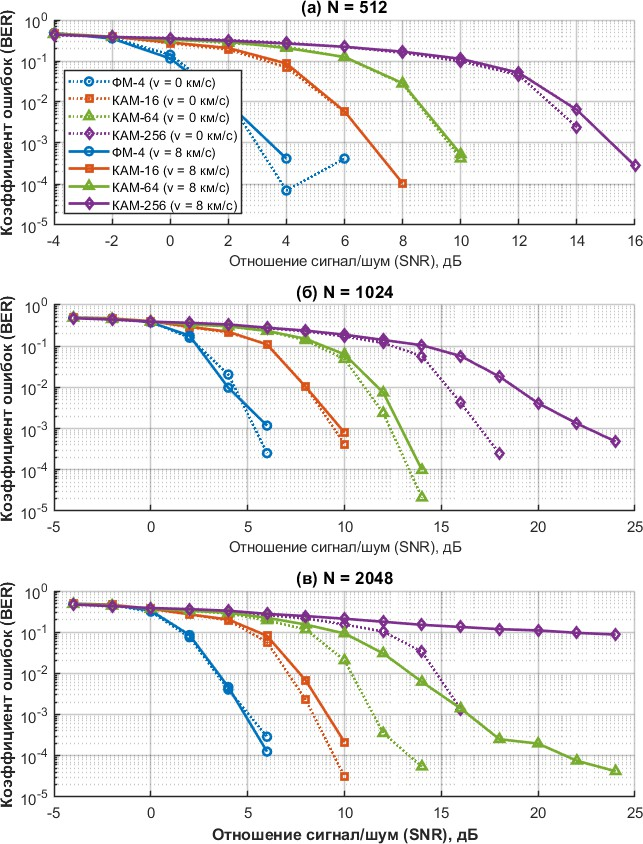 (а) N = 512
10⁰
10⁻¹
10⁻²
10⁻³
10⁻⁴
10⁻⁵
Коэффициент ошибок (BER)
ФМ-4 (v = 0 км/с)
КАМ-16 (v = 0 км/с)
КАМ-64 (v = 0 км/с)
КАМ-256 (v = 0 км/с)
ФМ-4 (v = 8 км/с)
КАМ-16 (v = 8 км/с)
КАМ-64 (v = 8 км/с)
КАМ-256 (v = 8 км/с)
-4 -2 0 2 4 6 8 10 12 14 16
Отношение сигнал/шум (SNR), дБ
(б) N = 1024
10⁰
10⁻¹
10⁻²
10⁻³
10⁻⁴
10⁻⁵
Коэффициент ошибок (BER)
-5 0 5 10 15 20 25
Отношение сигнал/шум (SNR), дБ
(в) N = 2048
10⁰
10⁻¹
10⁻²
10⁻³
10⁻⁴
10⁻⁵
Коэффициент ошибок (BER)
-5 0 5 10 15 20 25
Отношение сигнал/шум (SNR), дБ